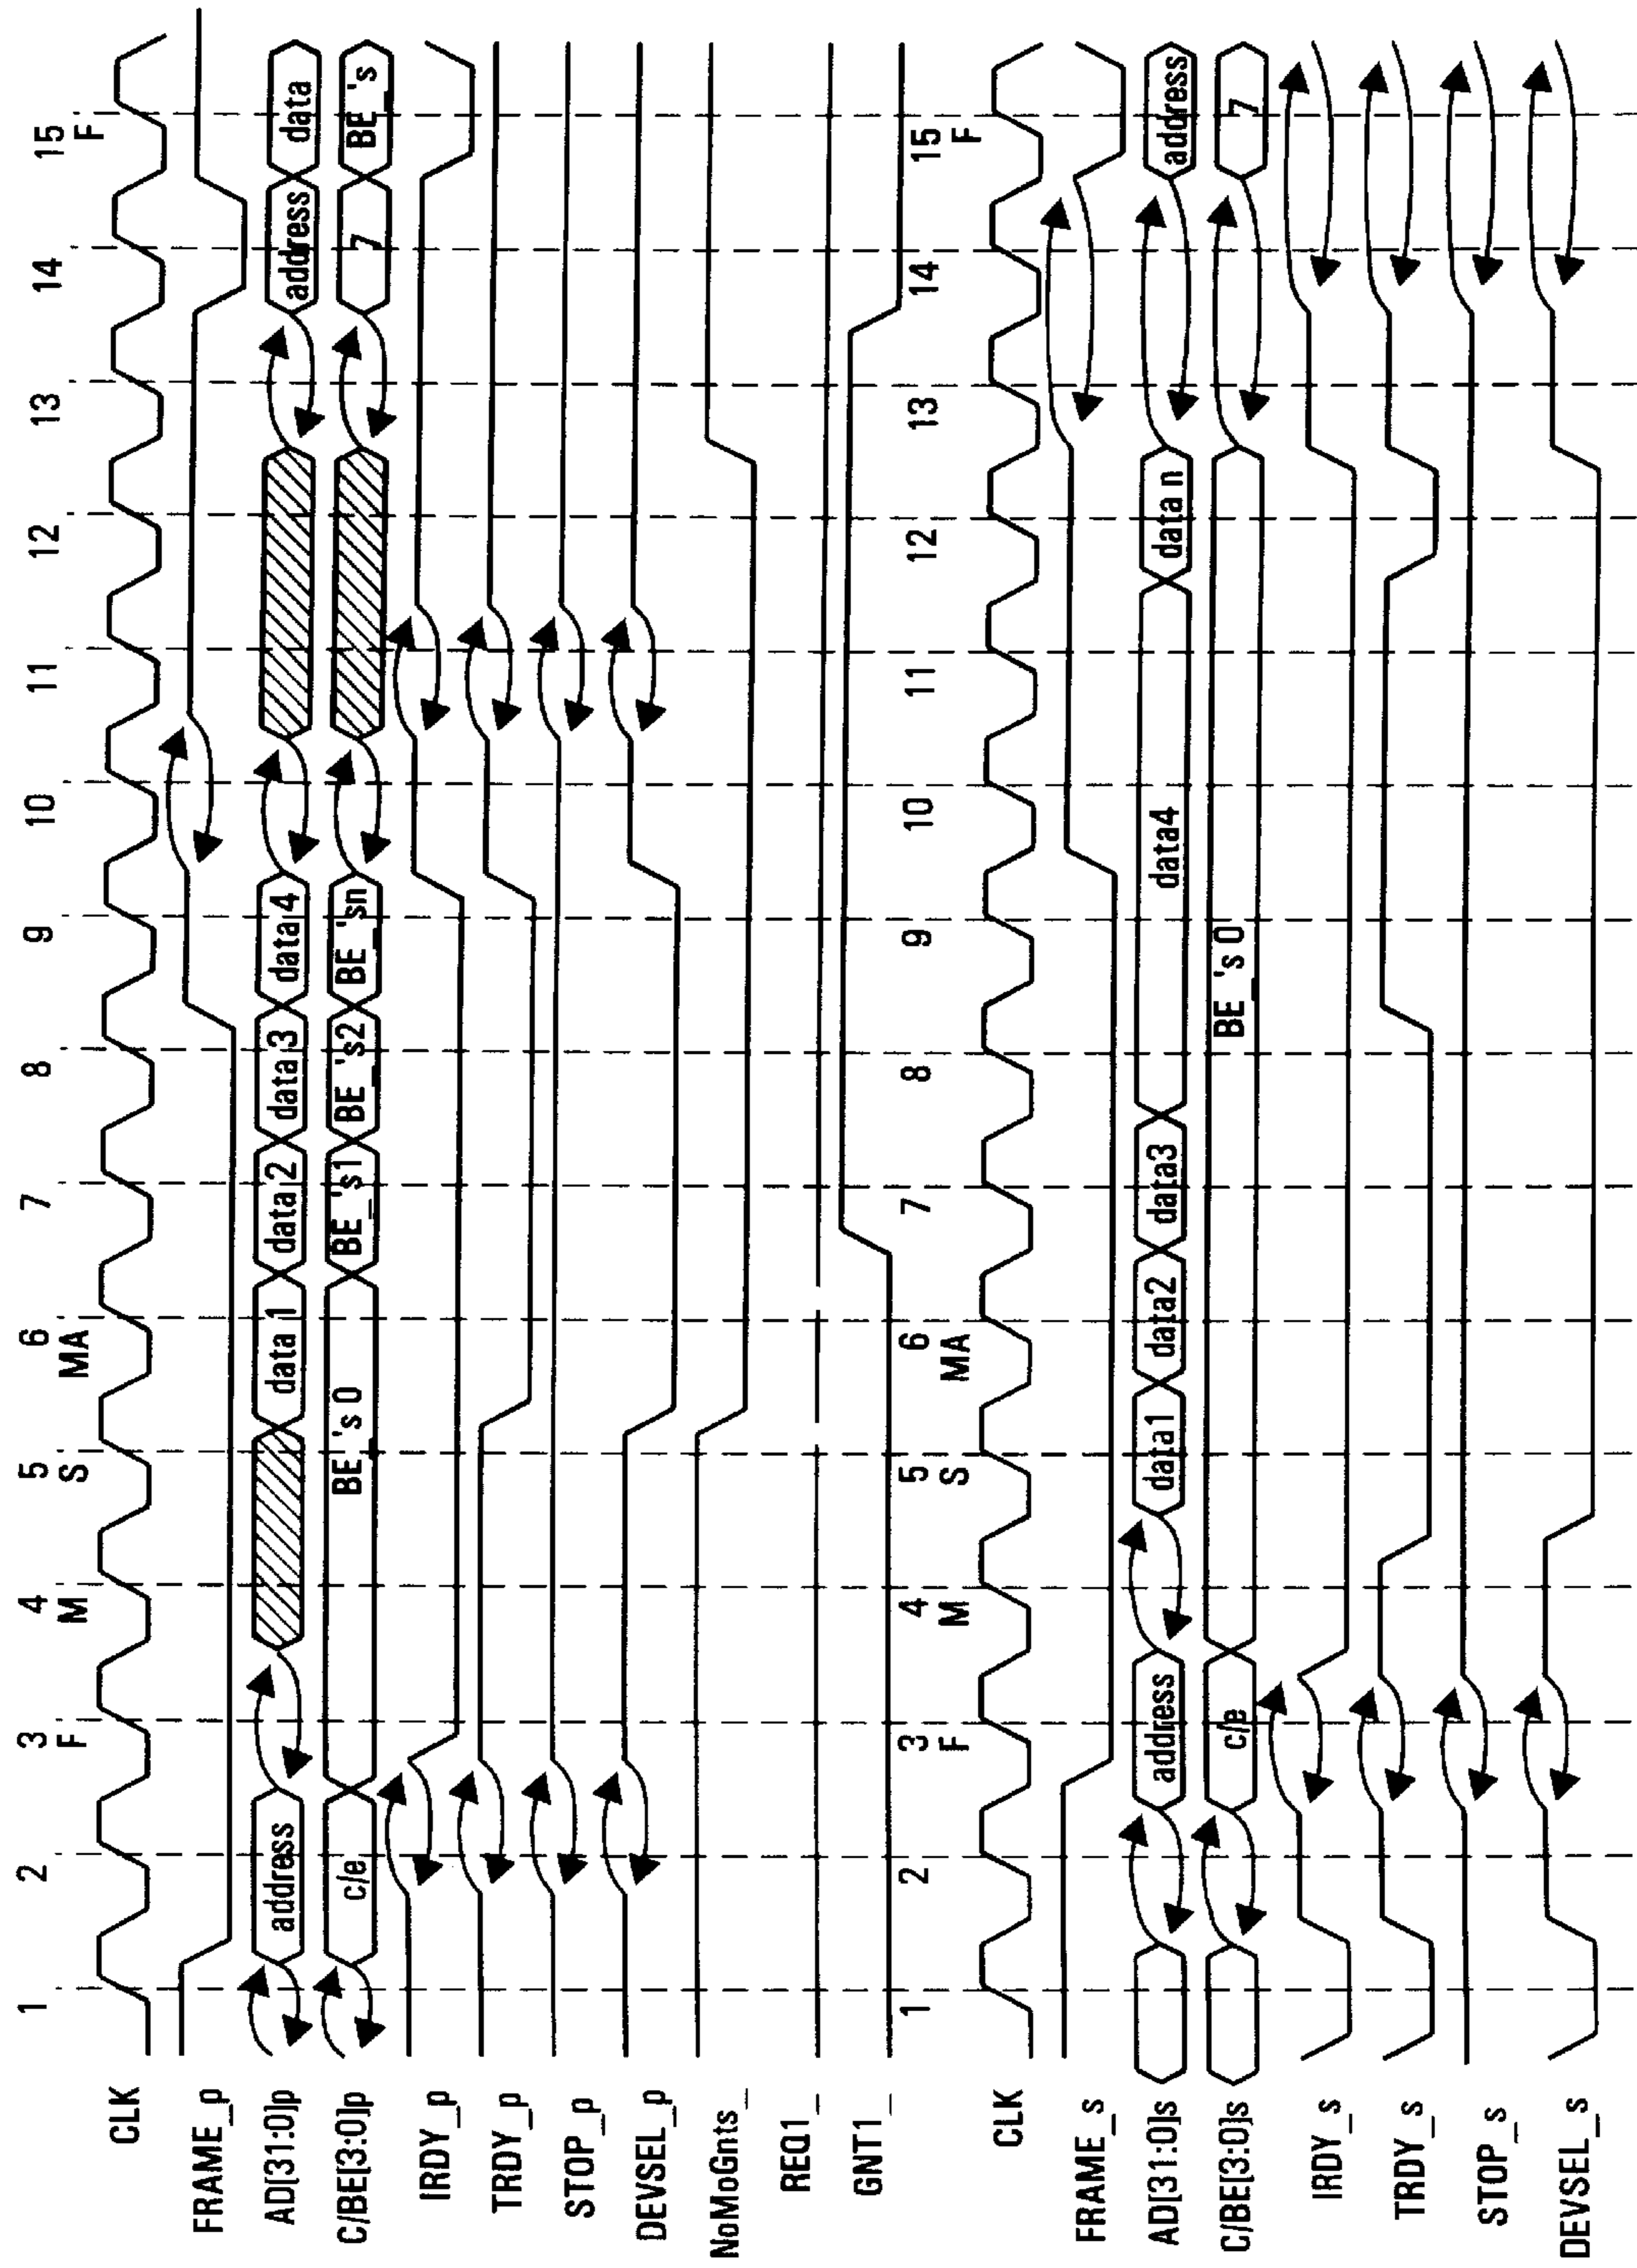 1 2 3 4 5 6 7 8 9 10 11 12 13 14 15
F M S MA F
CLK
FRAME_p
AD[31:0]p address data 1 data 2 data 3 data 4 address data
C/BE[3:0]p c/e BE_'s 0 BE_'s1 BE_'s2 BE_'sn 7 BE_'s
IRDY_p
TRDY_p
STOP_p
DEVSEL_p
NoMoGnts_
REQ1_
GNT1_
1 2 3 4 5 6 7 8 9 10 11 12 13 14 15
F M S MA F
CLK
FRAME_s
AD[31:0]s address data1 data2 data3 data4 data n address
C/BE[3:0]s c/e BE_'s 0 7
IRDY_s
TRDY_s
STOP_s
DEVSEL_s